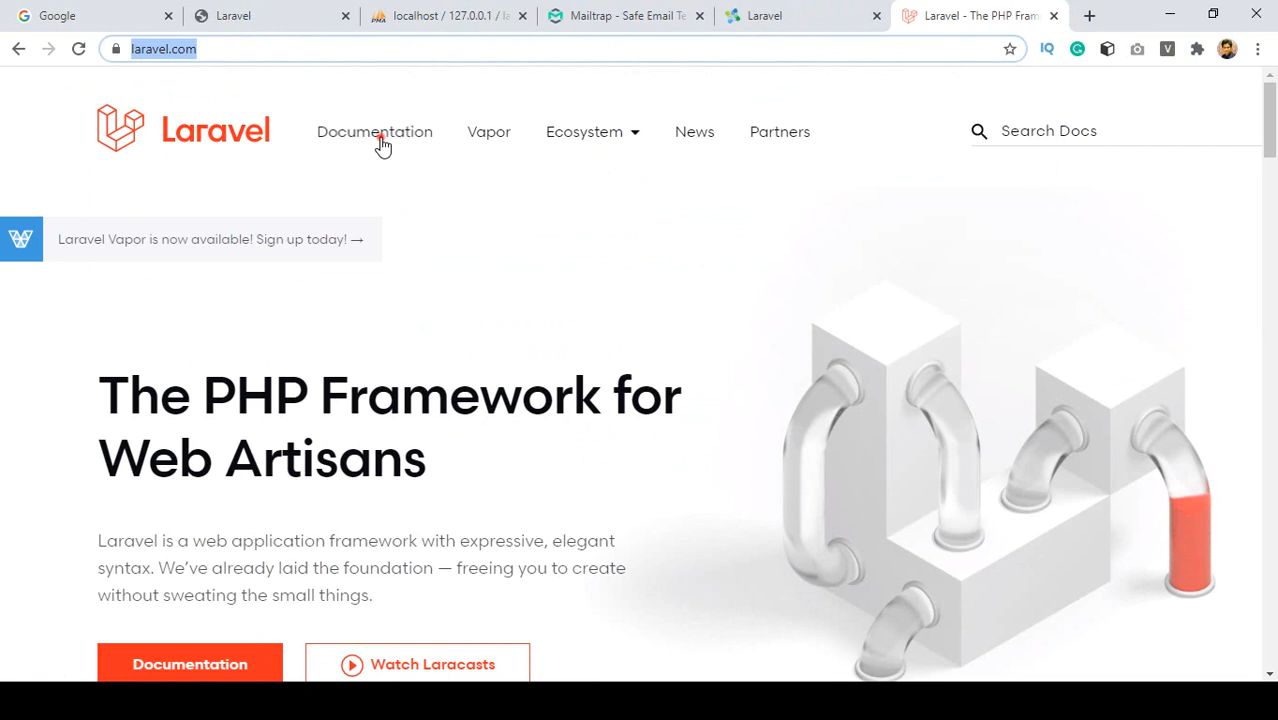 Google
Laravel
localhost / 127.0.0.1 / la
Mailtrap - Safe Email Te
Laravel
Laravel - The PHP Fram
laravel.com
IQ
V
Laravel
Documentation
Vapor
Ecosystem
News
Partners
Search Docs
Laravel Vapor is now available! Sign up today! →
The PHP Framework for
Web Artisans
Laravel is a web application framework with expressive, elegant
syntax. We've already laid the foundation — freeing you to create
without sweating the small things.
Documentation
Watch Laracasts